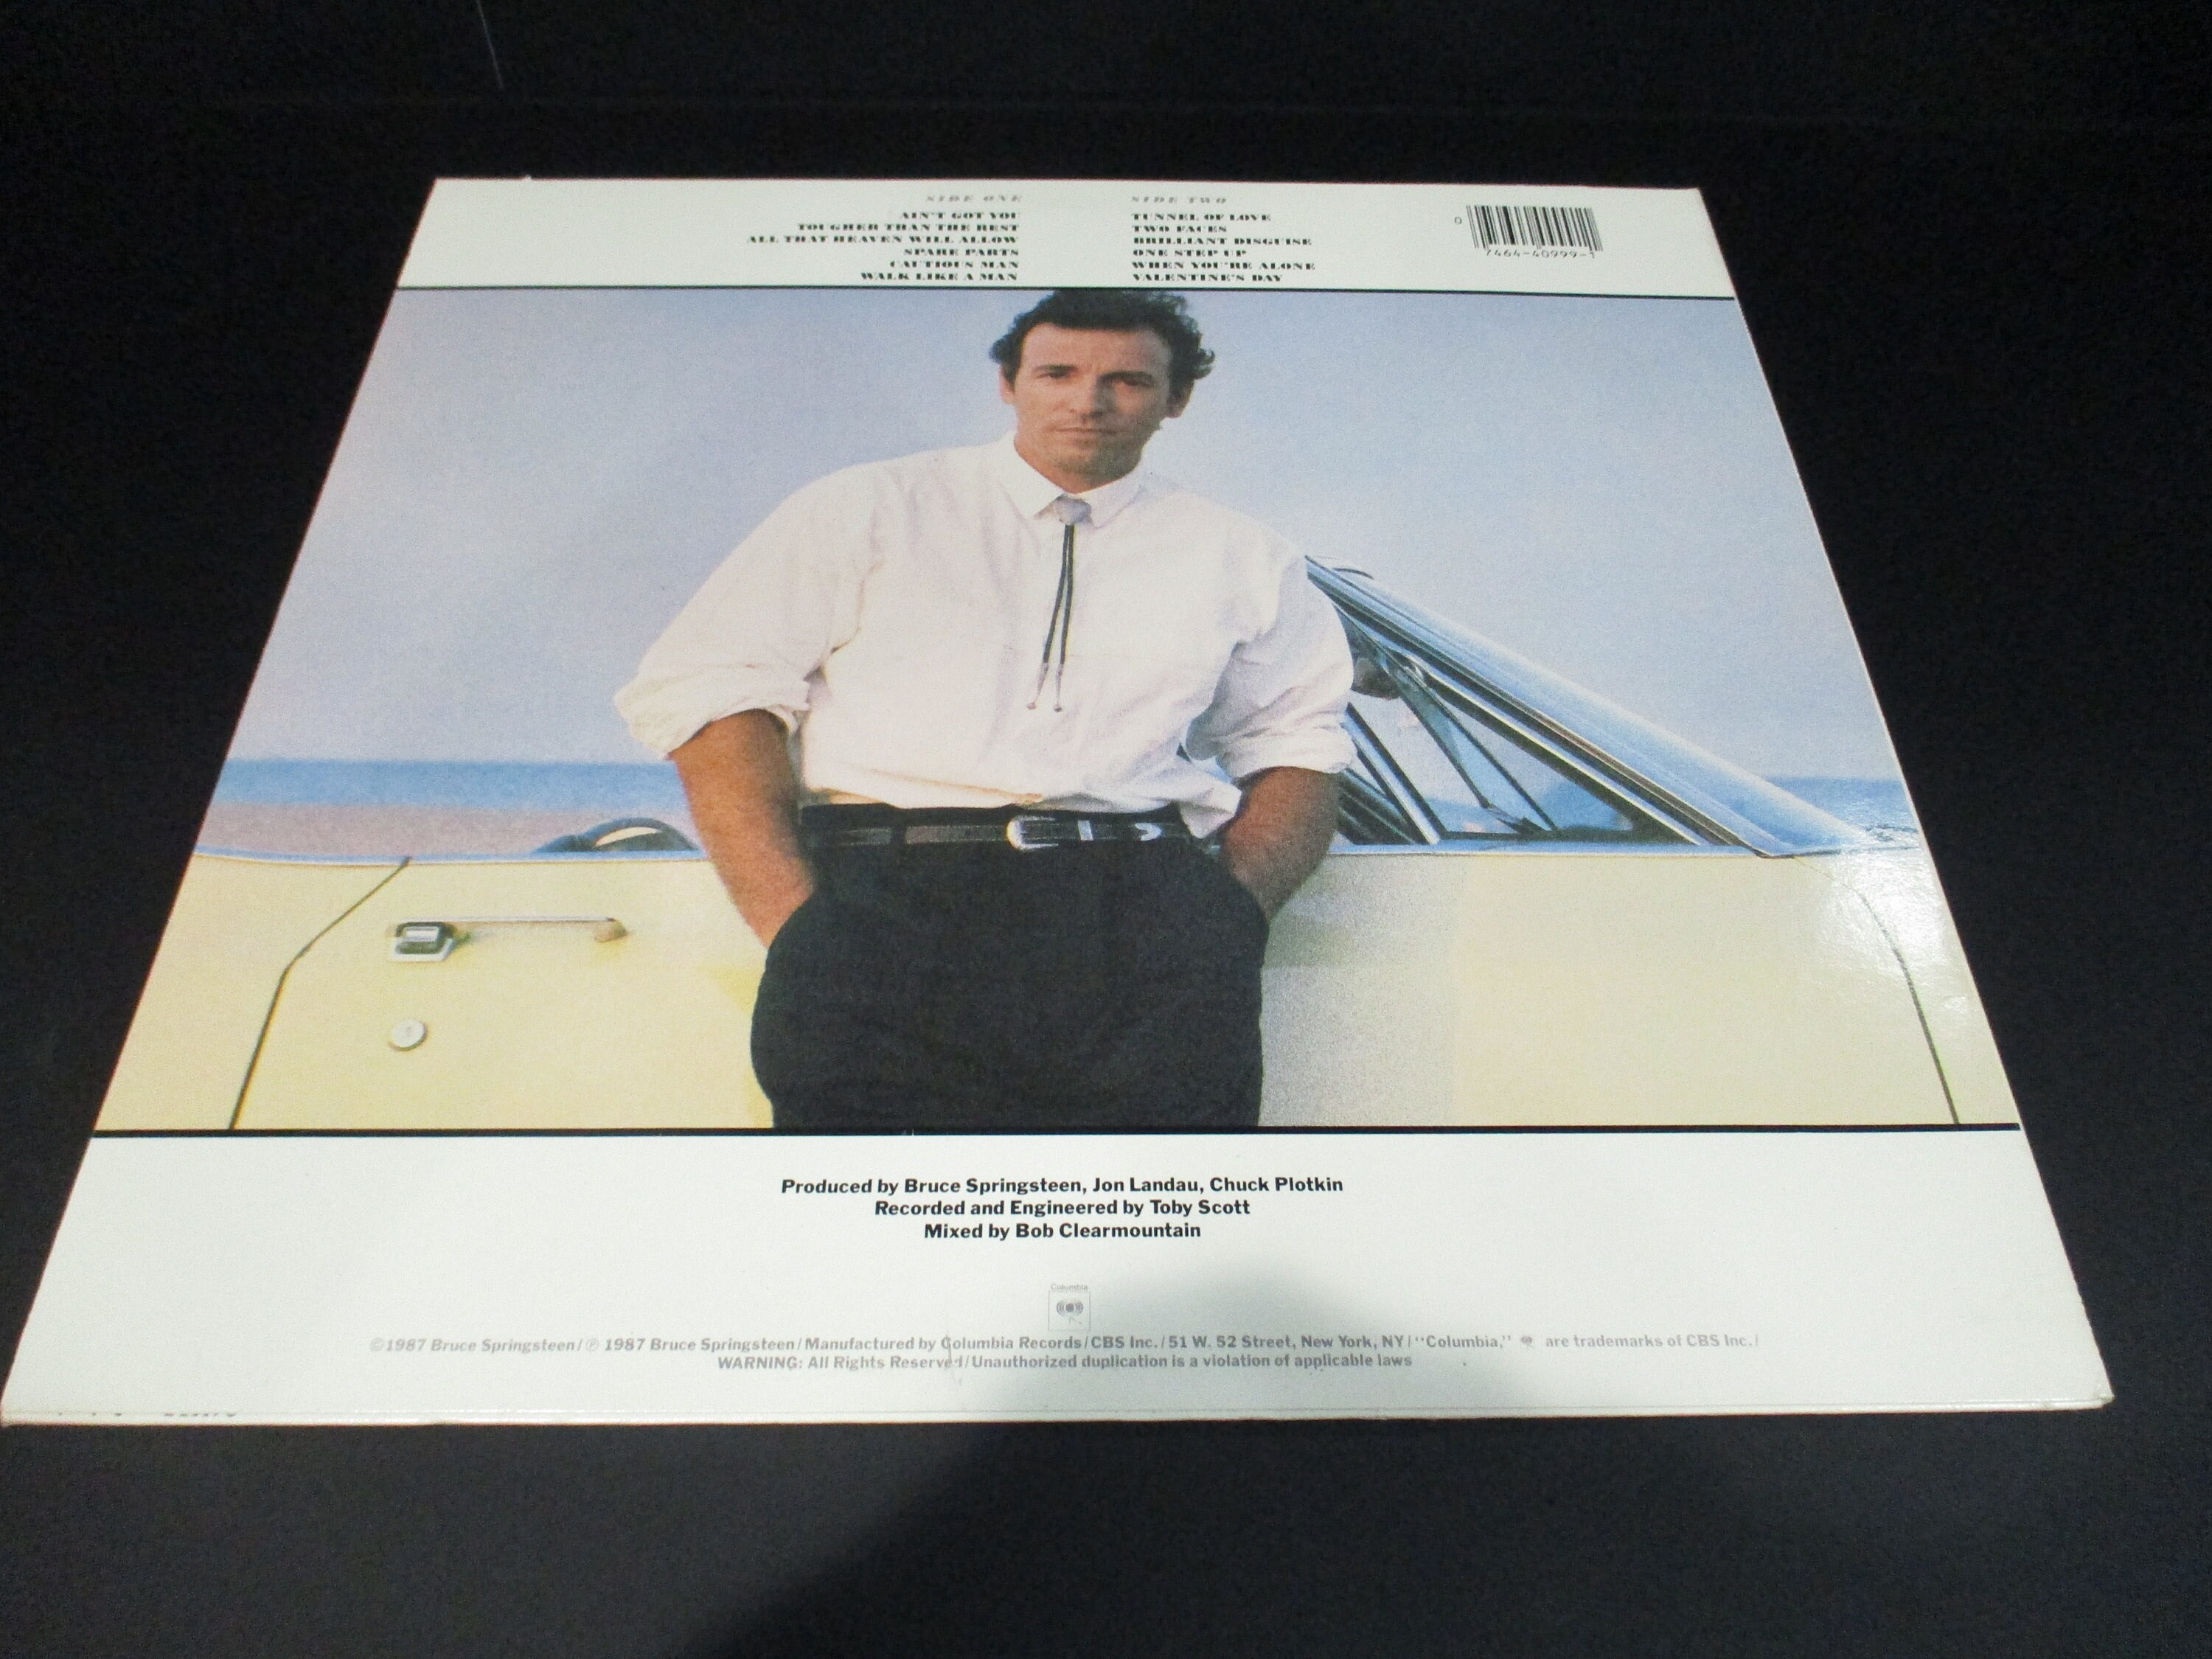 SIDE ONE
AIN'T GOT YOU
TOUGHER THAN THE REST
ALL THAT HEAVEN WILL ALLOW
SPARE PARTS
CAUTIOUS MAN
WALK LIKE A MAN
SIDE TWO
TUNNEL OF LOVE
TWO FACES
BRILLIANT DISGUISE
ONE STEP UP
WHEN YOU'RE ALONE
VALENTINE'S DAY
0
7464-40999-1
Produced by Bruce Springsteen, Jon Landau, Chuck Plotkin
Recorded and Engineered by Toby Scott
Mixed by Bob Clearmountain
Columbia
©1987 Bruce Springsteen/℗ 1987 Bruce Springsteen/Manufactured by Columbia Records/CBS Inc./51 W. 52 Street, New York, NY/"Columbia," are trademarks of CBS Inc./
WARNING: All Rights Reserved/Unauthorized duplication is a violation of applicable laws